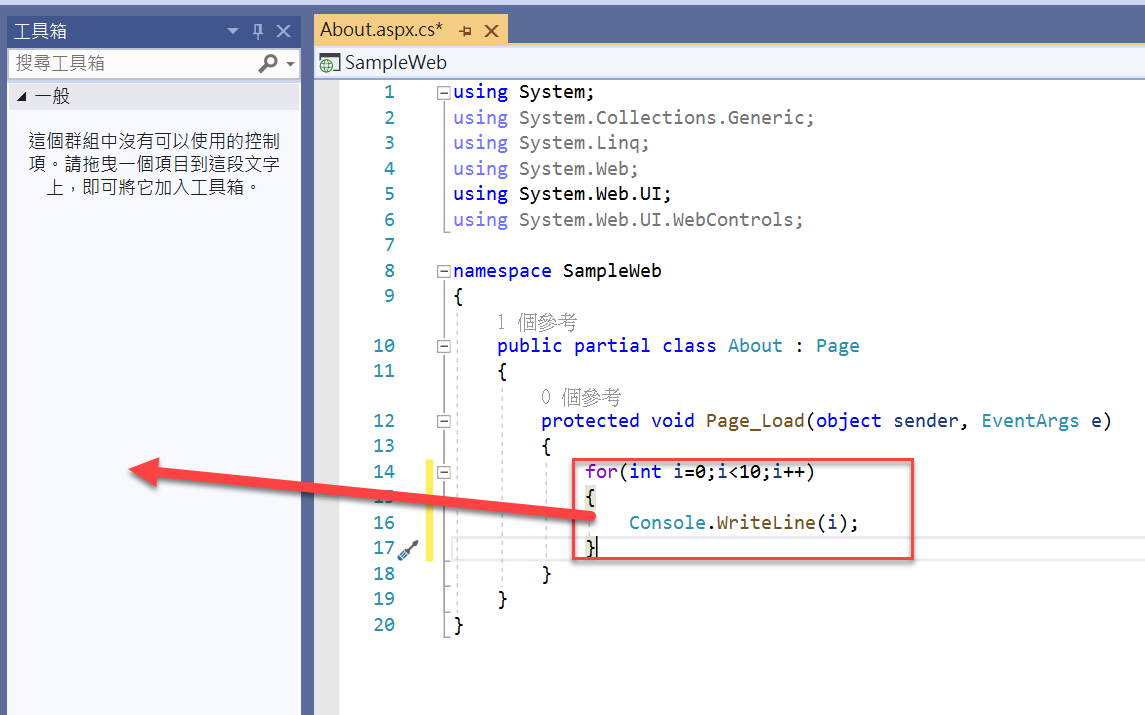 工具箱
搜尋工具箱
一般
這個群組中沒有可以使用的控制
項。請拖曳一個項目到這段文字
上，即可將它加入工具箱。
About.aspx.cs*
SampleWeb
1 using System;
2 using System.Collections.Generic;
3 using System.Linq;
4 using System.Web;
5 using System.Web.UI;
6 using System.Web.UI.WebControls;
7
8 namespace SampleWeb
9 {
1 個參考
10 public partial class About : Page
11 {
0 個參考
12 protected void Page_Load(object sender, EventArgs e)
13 {
14 for(int i=0;i<10;i++)
15 {
16 Console.WriteLine(i);
17 }
18 }
19 }
20 }